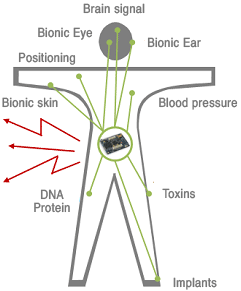 Brain signal
Bionic Eye
Bionic Ear
Positioning
Bionic skin
Blood pressure
DNA
Protein
Toxins
Implants